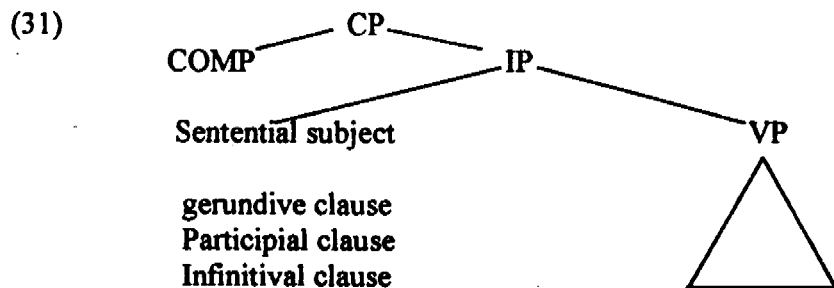 (31) CP
COMP IP
Sentential subject VP
gerundive clause
Participial clause
Infinitival clause